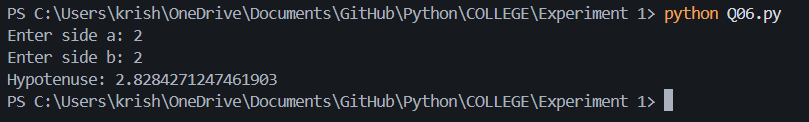 PS C:\Users\krish\OneDrive\Documents\GitHub\Python\COLLEGE\Experiment 1> python Q06.py
Enter side a: 2
Enter side b: 2
Hypotenuse: 2.8284271247461903
PS C:\Users\krish\OneDrive\Documents\GitHub\Python\COLLEGE\Experiment 1>